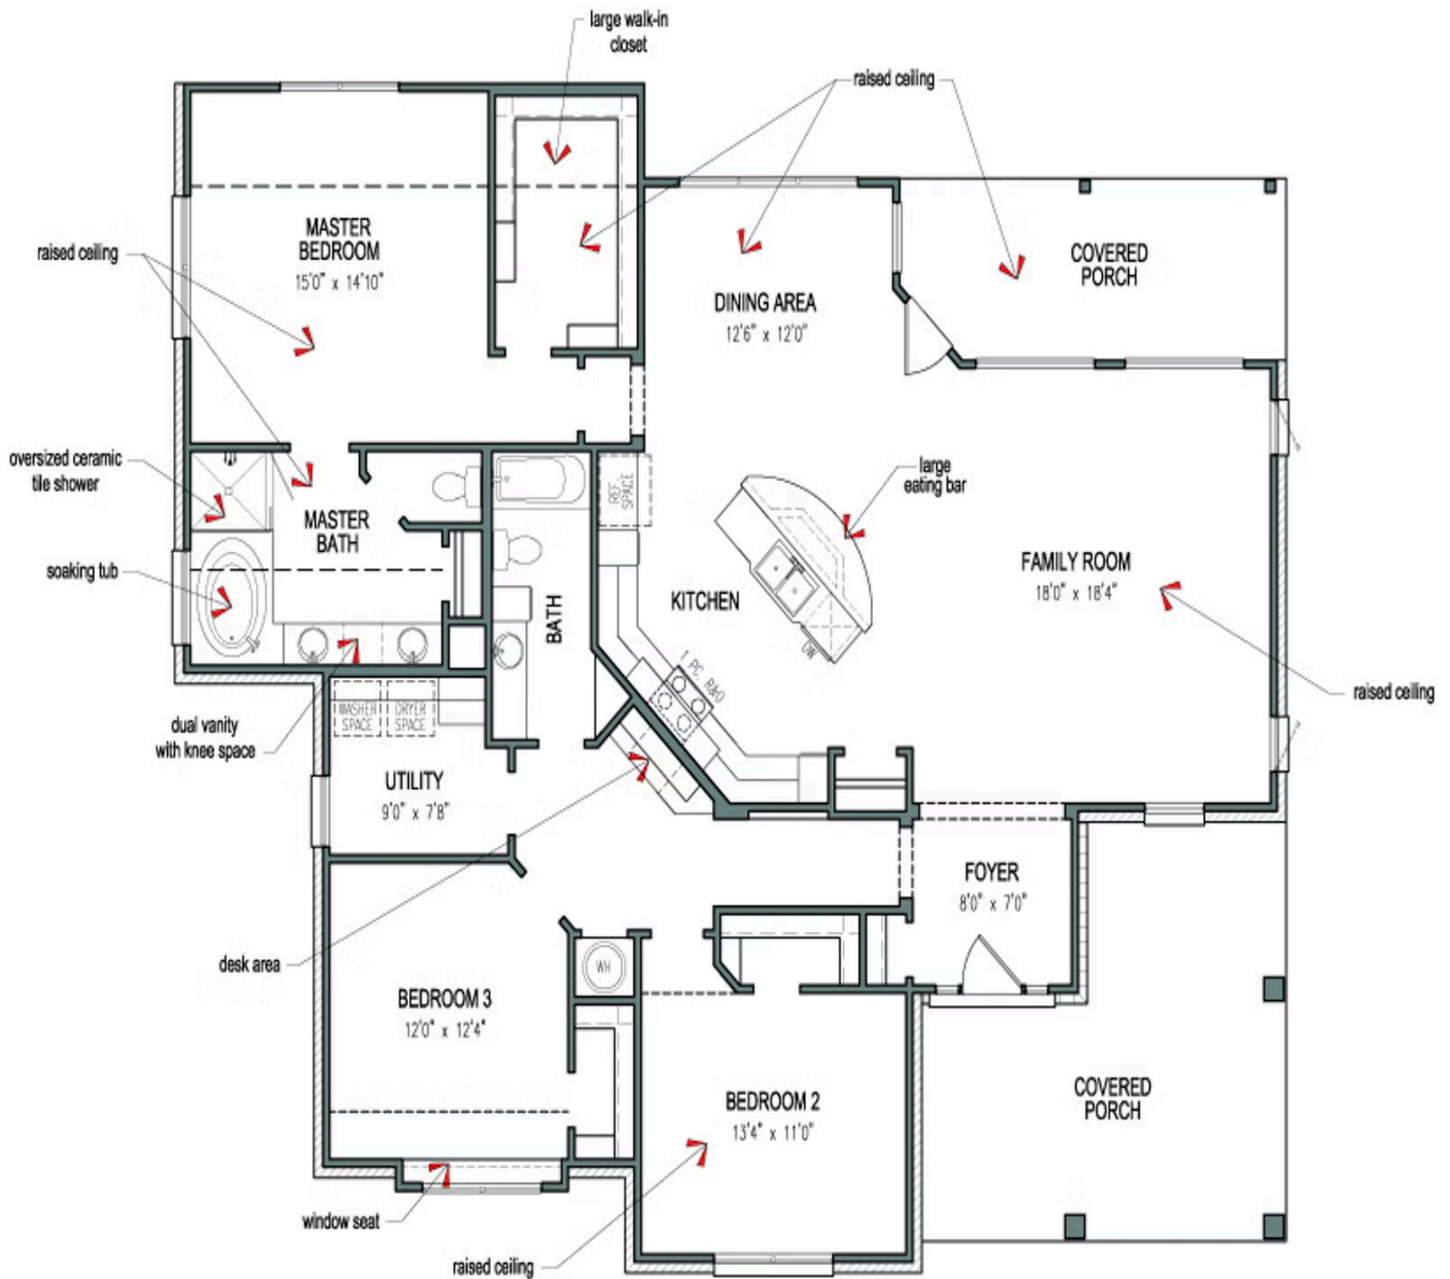 large walk-in
closet
raised ceiling
MASTER
BEDROOM
15'0" x 14'10"
raised ceiling
COVERED
PORCH
DINING AREA
12'6" x 12'0"
oversized ceramic
tile shower
MASTER
BATH
REF.
SPACE
large
eating bar
soaking tub
FAMILY ROOM
18'0" x 18'4"
KITCHEN
BATH
DW
1 PC. R&O
raised ceiling
dual vanity
with knee space
WASHER
SPACE
DRYER
SPACE
UTILITY
9'0" x 7'8"
FOYER
8'0" x 7'0"
desk area
WH
BEDROOM 3
12'0" x 12'4"
BEDROOM 2
13'4" x 11'0"
COVERED
PORCH
window seat
raised ceiling